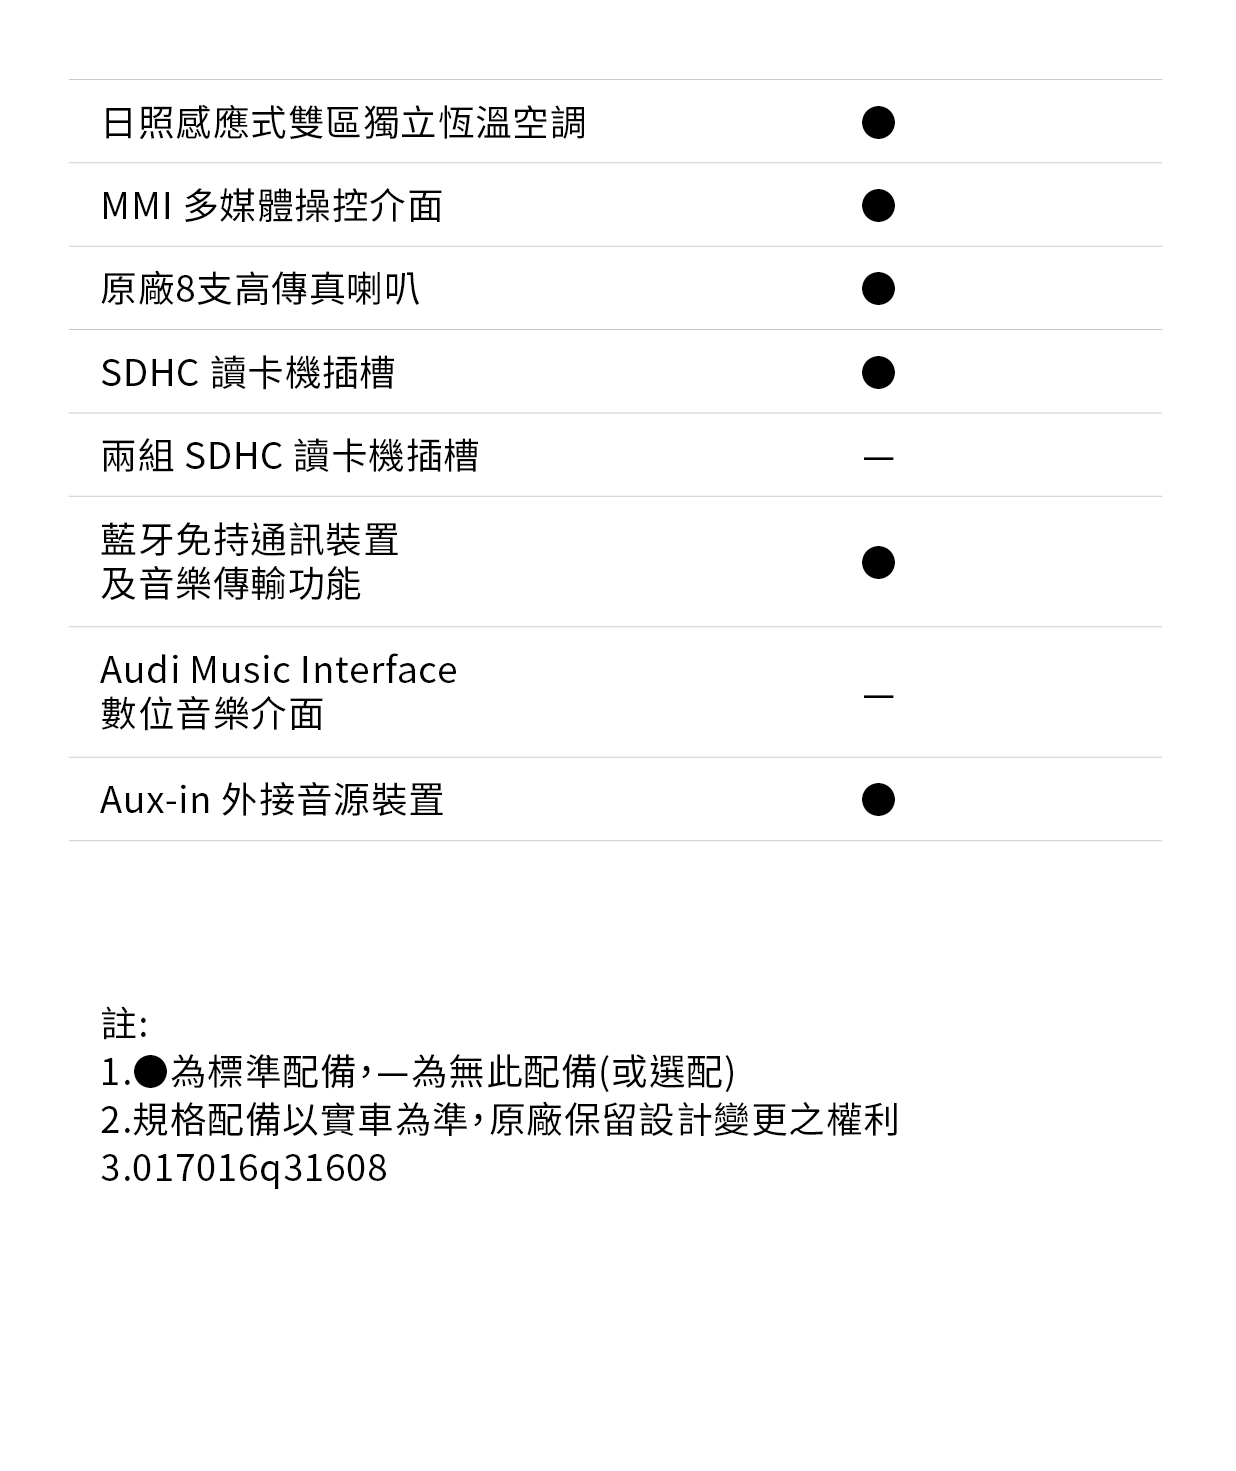 日照感應式雙區獨立恆溫空調 ●
MMI 多媒體操控介面 ●
原廠8支高傳真喇叭 ●
SDHC 讀卡機插槽 ●
兩組 SDHC 讀卡機插槽 —
藍牙免持通訊裝置
及音樂傳輸功能 ●
Audi Music Interface
數位音樂介面 —
Aux-in 外接音源裝置 ●
註:
1.●為標準配備，—為無此配備(或選配)
2.規格配備以實車為準，原廠保留設計變更之權利
3.017016q31608